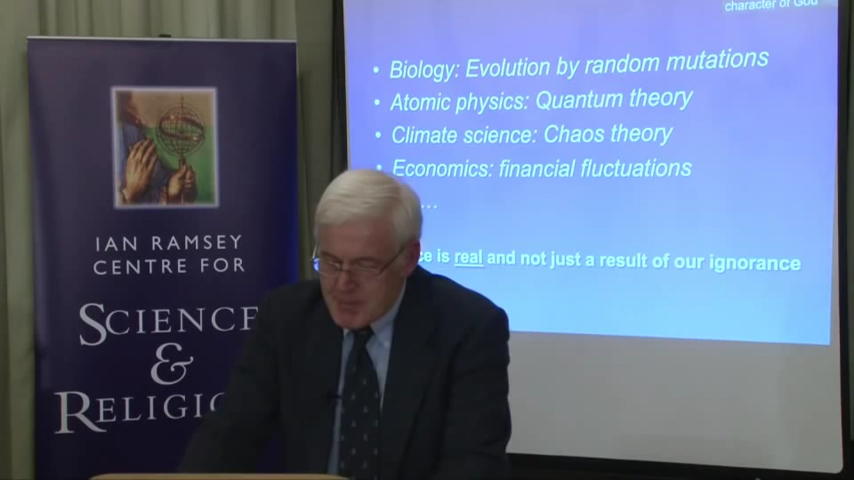 IAN RAMSEY
CENTRE FOR
SCIENCE
&
RELIGIO
character of God
• Biology: Evolution by random mutations
• Atomic physics: Quantum theory
• Climate science: Chaos theory
• Economics: financial fluctuations
...
is real and not just a result of our ignorance